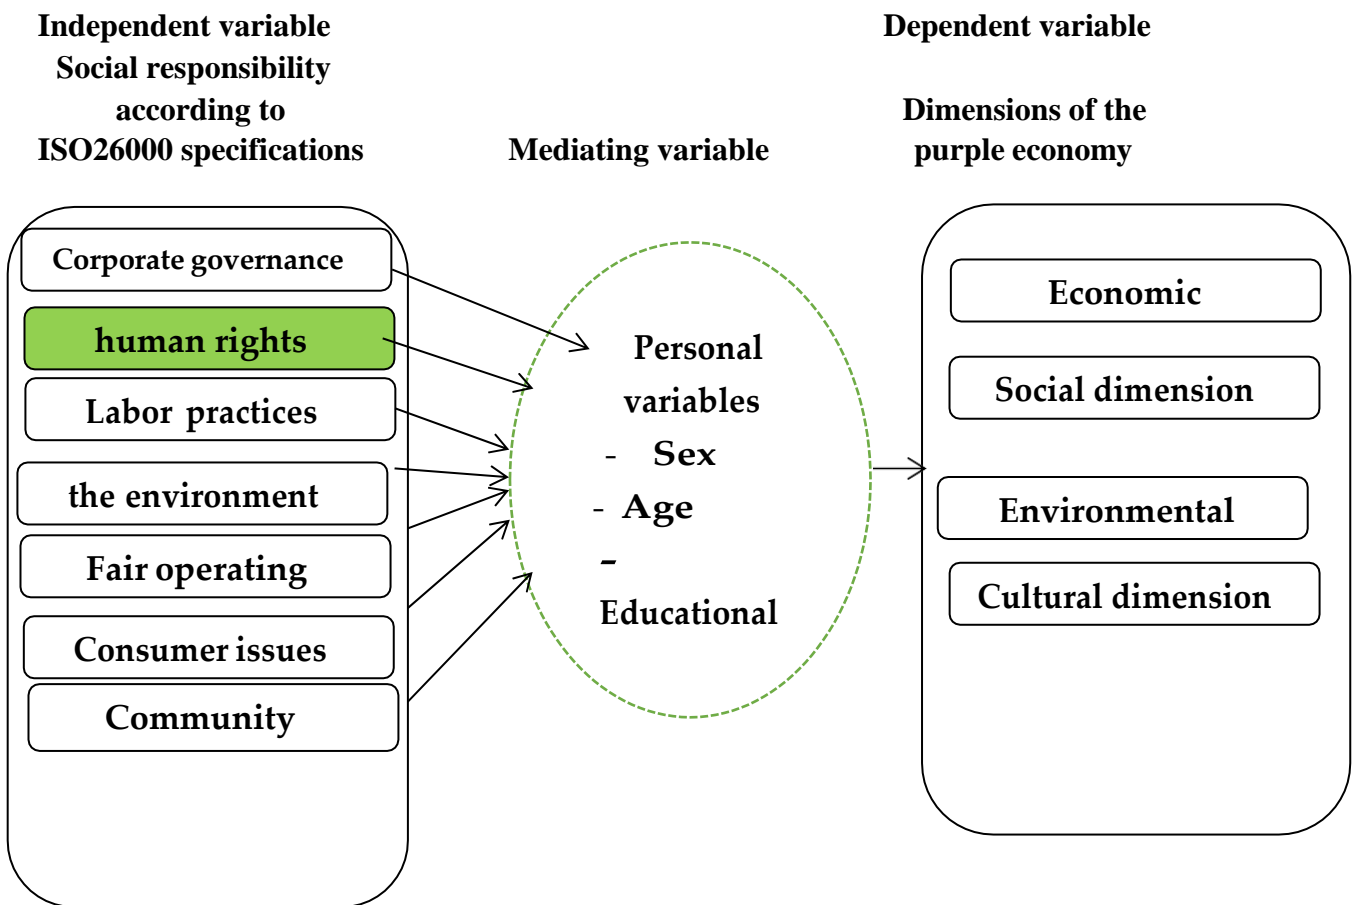 Independent variable
Social responsibility
according to
ISO26000 specifications
Mediating variable
Dependent variable
Dimensions of the
purple economy
Corporate governance
human rights
Labor practices
the environment
Fair operating
Consumer issues
Community
Personal
variables
- Sex
- Age
-
Educational
Economic
Social dimension
Environmental
Cultural dimension